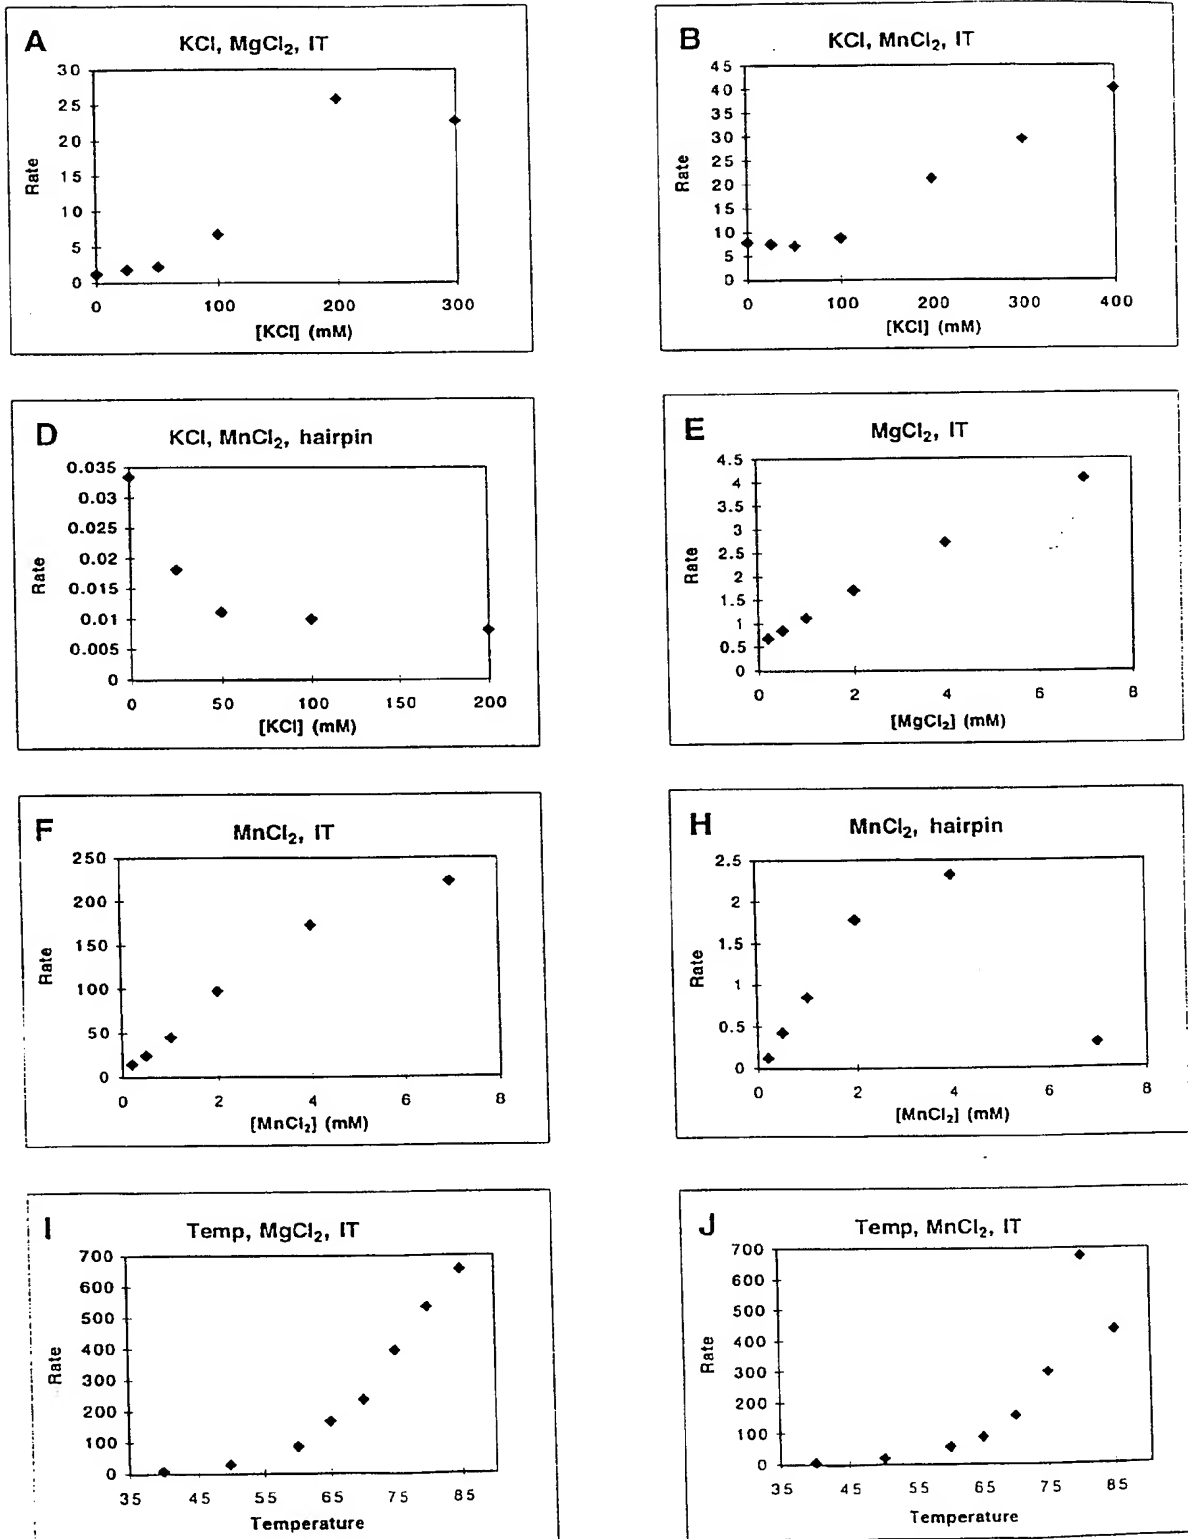 A
KCl, MgCl₂, IT
30
25
20
15
10
5
0
Rate
0 100 200 300
[KCl] (mM)
B
KCl, MnCl₂, IT
45
40
35
30
25
20
15
10
5
0
Rate
0 100 200 300 400
[KCl] (mM)
D
KCl, MnCl₂, hairpin
0.035
0.03
0.025
0.02
0.015
0.01
0.005
0
Rate
0 50 100 150 200
[KCl] (mM)
E
MgCl₂, IT
4.5
4
3.5
3
2.5
2
1.5
1
0.5
0
Rate
0 2 4 6 8
[MgCl₂] (mM)
F
MnCl₂, IT
250
200
150
100
50
0
Rate
0 2 4 6 8
[MnCl₂] (mM)
H
MnCl₂, hairpin
2.5
2
1.5
1
0.5
0
Rate
0 2 4 6 8
[MnCl₂] (mM)
I
Temp, MgCl₂, IT
700
600
500
400
300
200
100
0
Rate
35 45 55 65 75 85
Temperature
J
Temp, MnCl₂, IT
700
600
500
400
300
200
100
0
Rate
35 45 55 65 75 85
Temperature